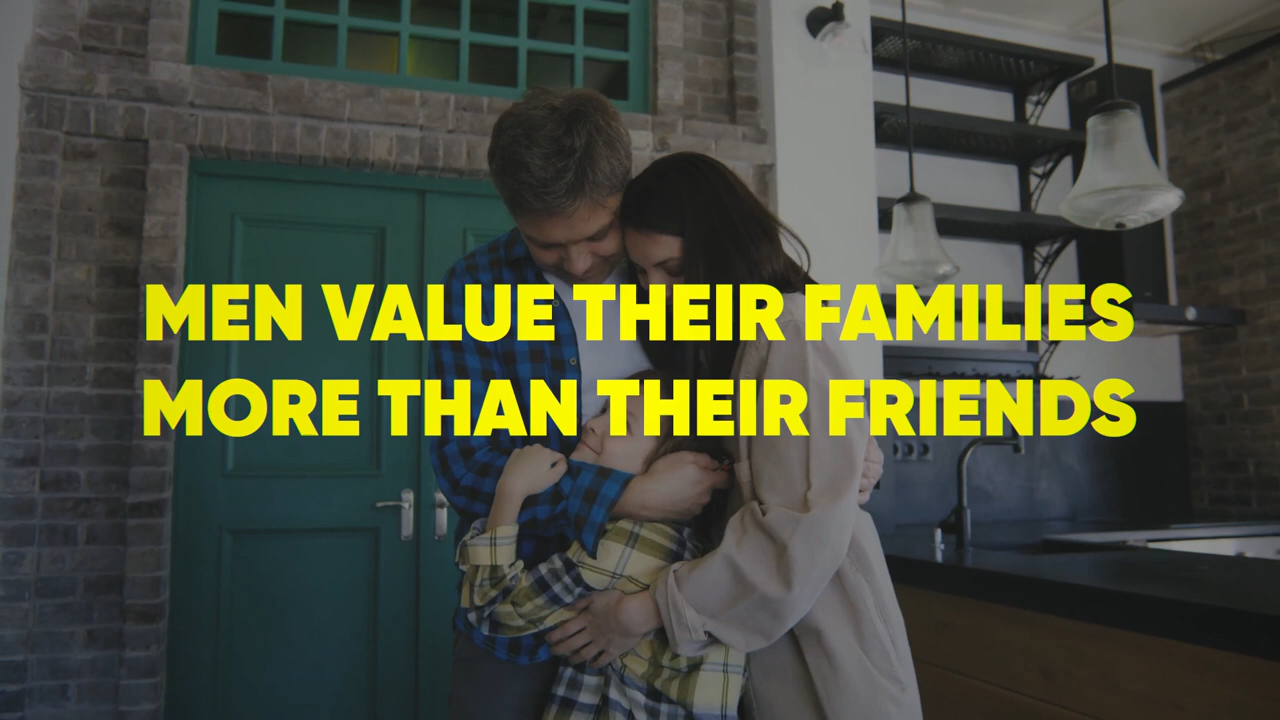 MEN VALUE THEIR FAMILIES
MORE THAN THEIR FRIENDS